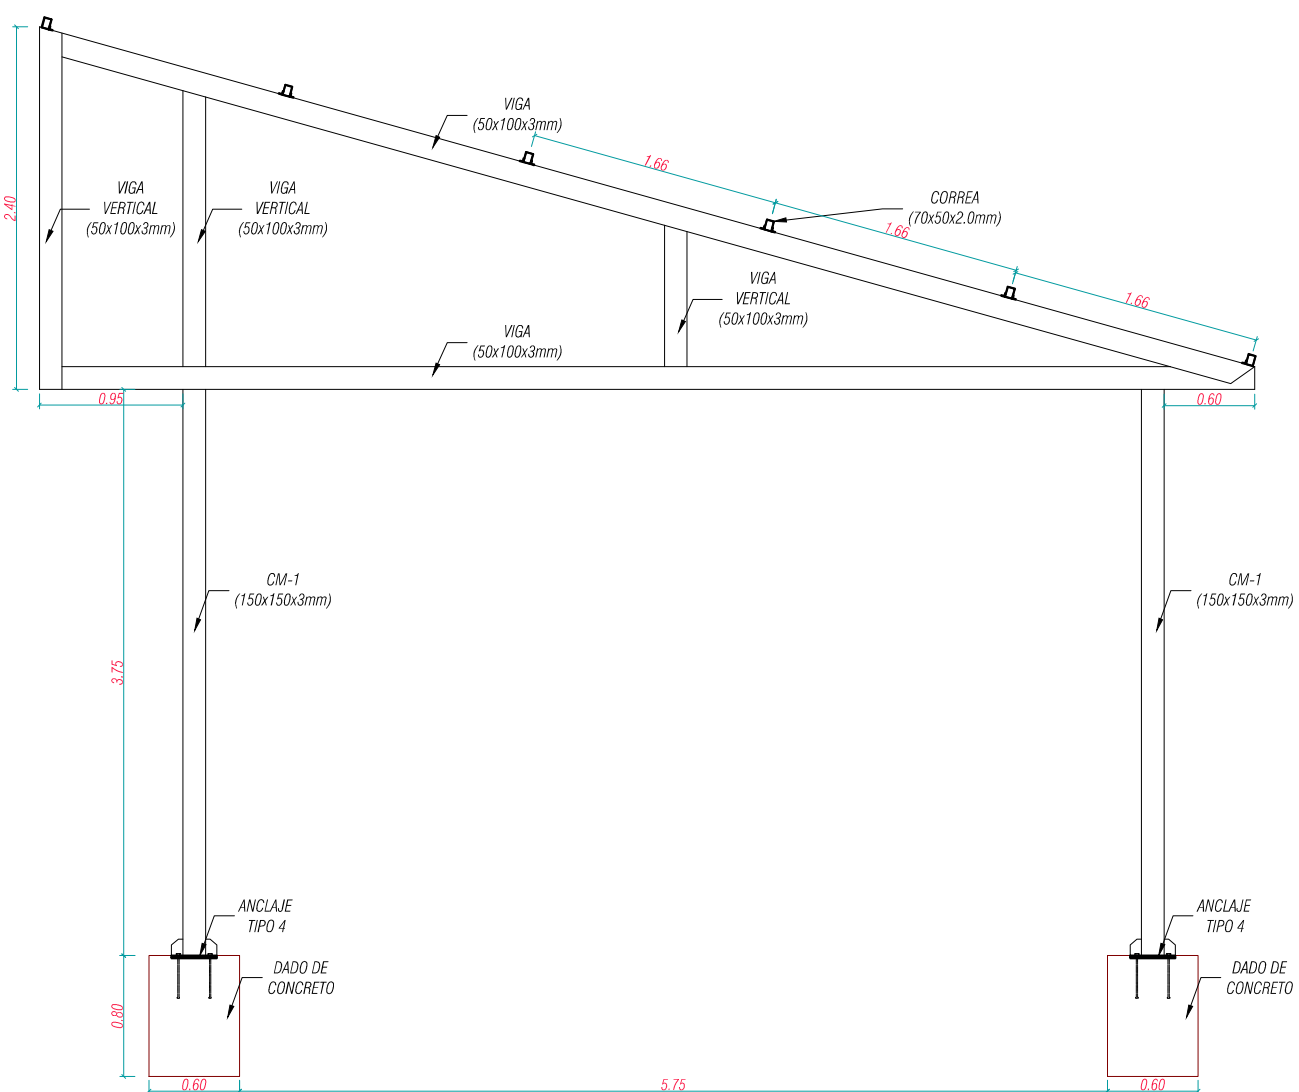 VIGA
(50x100x3mm)
1.66
VIGA
VERTICAL
(50x100x3mm)
VIGA
VERTICAL
(50x100x3mm)
2.40
CORREA
(70x50x2.0mm)
1.66
VIGA
VERTICAL
(50x100x3mm)
1.66
VIGA
(50x100x3mm)
0.95
0.60
CM-1
(150x150x3mm)
CM-1
(150x150x3mm)
3.75
ANCLAJE
TIPO 4
ANCLAJE
TIPO 4
DADO DE
CONCRETO
DADO DE
CONCRETO
0.80
0.60
5.75
0.60